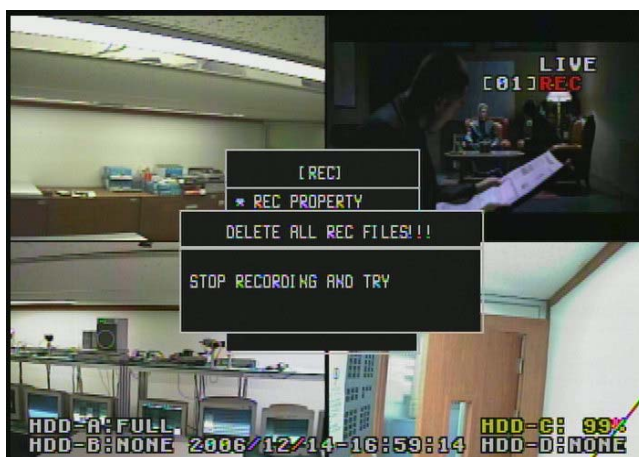 LIVE
[01]REC
[REC]
* REC PROPERTY
DELETE ALL REC FILES!!!
STOP RECORDING AND TRY
HDD-A:FULL
HDD-C: 99%
HDD-B:NONE 2006/12/14-16:59:14 HDD-D:NONE